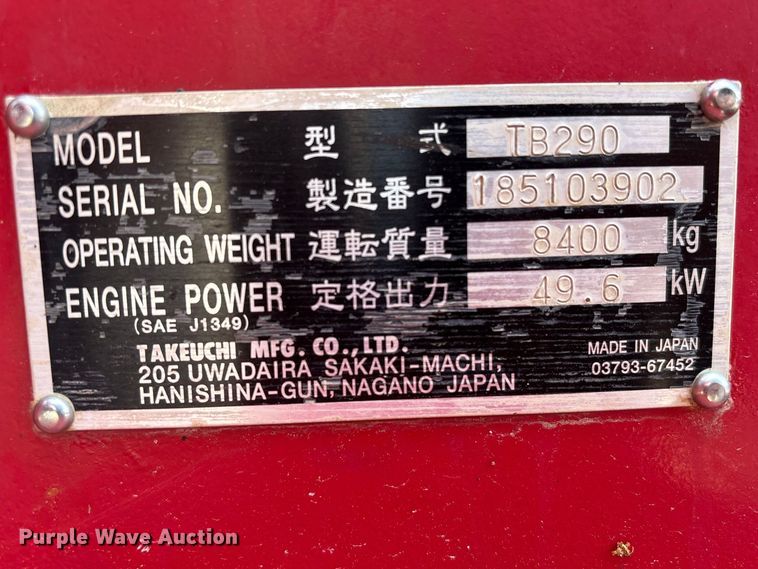 MODEL 型 式 TB290
SERIAL NO. 製造番号 185103902
OPERATING WEIGHT 運転質量 8400 kg
ENGINE POWER 定格出力 49.6 kW
(SAE J1349)
TAKEUCHI MFG. CO., LTD.
205 UWADAIRA SAKAKI-MACHI,
HANISHINA-GUN, NAGANO JAPAN
MADE IN JAPAN
03793-67452
Purple Wave Auction